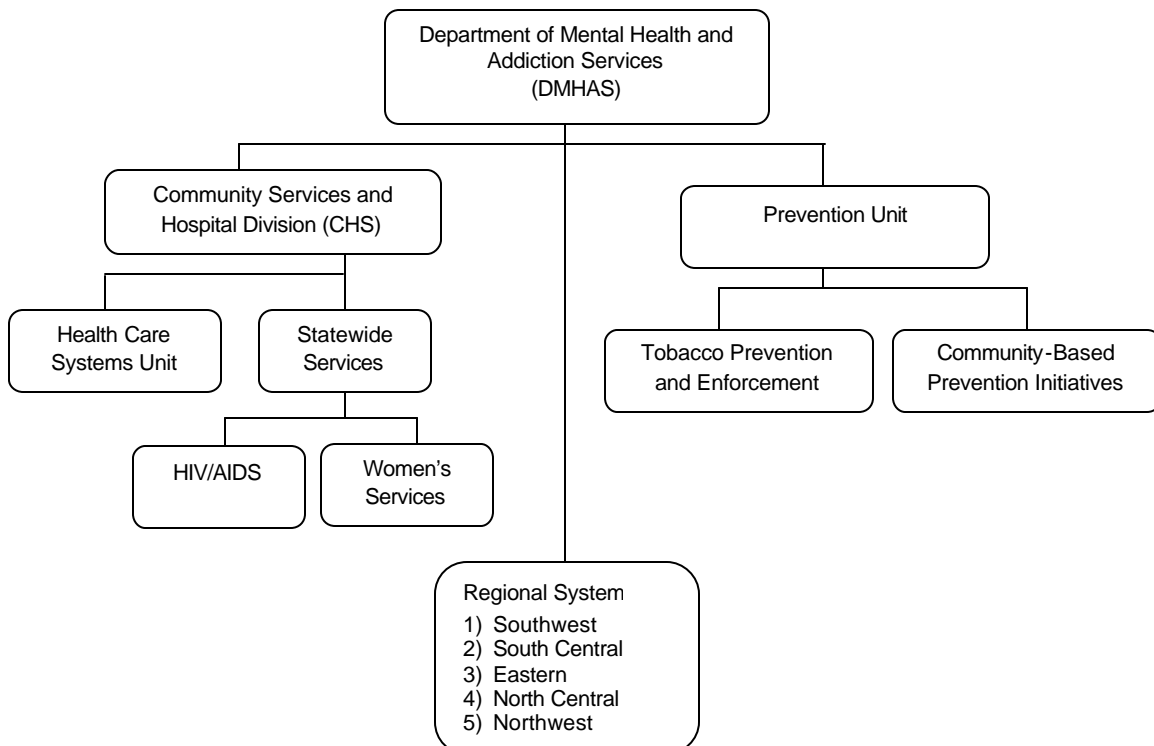 Department of Mental Health and
Addiction Services
(DMHAS)
Community Services and
Hospital Division (CHS)
Prevention Unit
Health Care
Systems Unit
Statewide
Services
Tobacco Prevention
and Enforcement
Community-Based
Prevention Initiatives
HIV/AIDS
Women's
Services
Regional System
1) Southwest
2) South Central
3) Eastern
4) North Central
5) Northwest